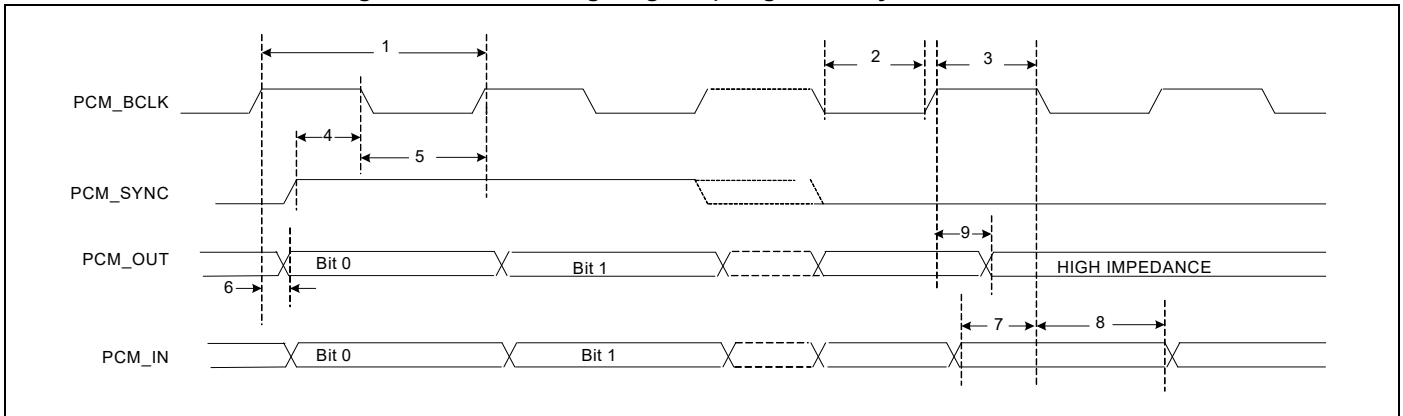 1
2
3
PCM_BCLK
4
5
PCM_SYNC
9
PCM_OUT
Bit 0
Bit 1
HIGH IMPEDANCE
6
7
8
PCM_IN
Bit 0
Bit 1